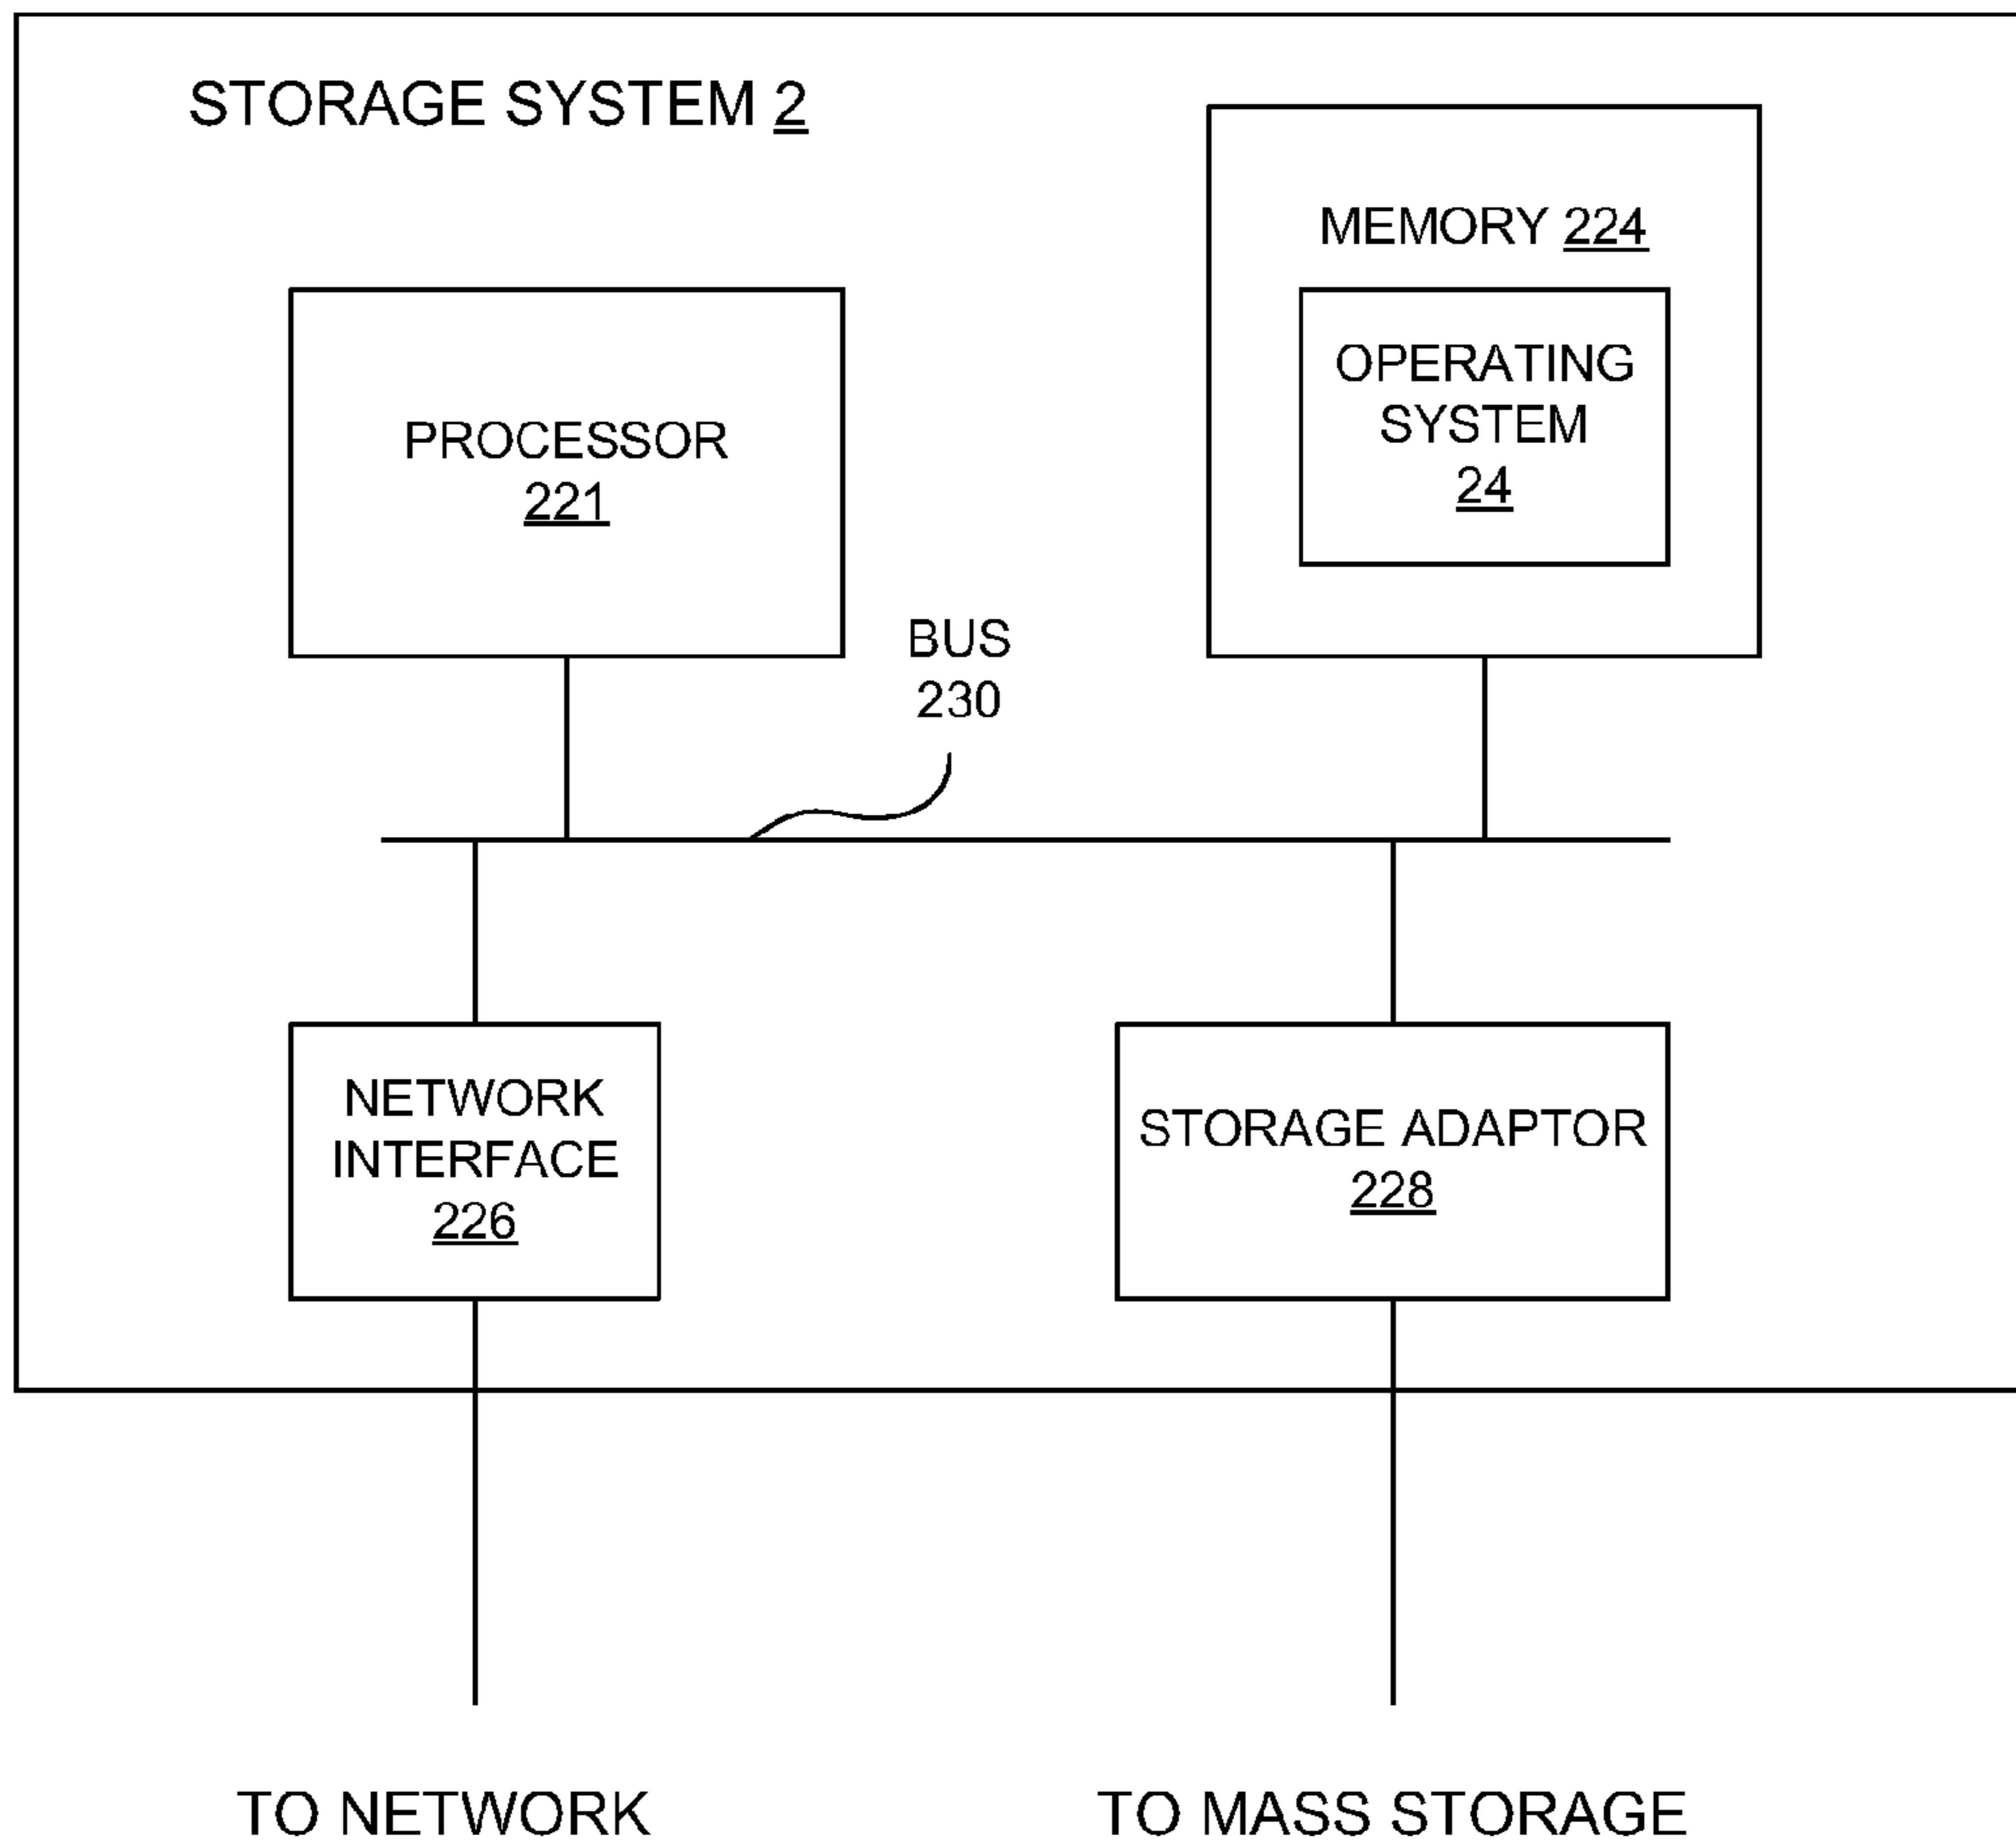 STORAGE SYSTEM 2
MEMORY 224
OPERATING
SYSTEM
24
PROCESSOR
221
BUS
230
NETWORK
INTERFACE
226
STORAGE ADAPTOR
228
TO NETWORK
TO MASS STORAGE